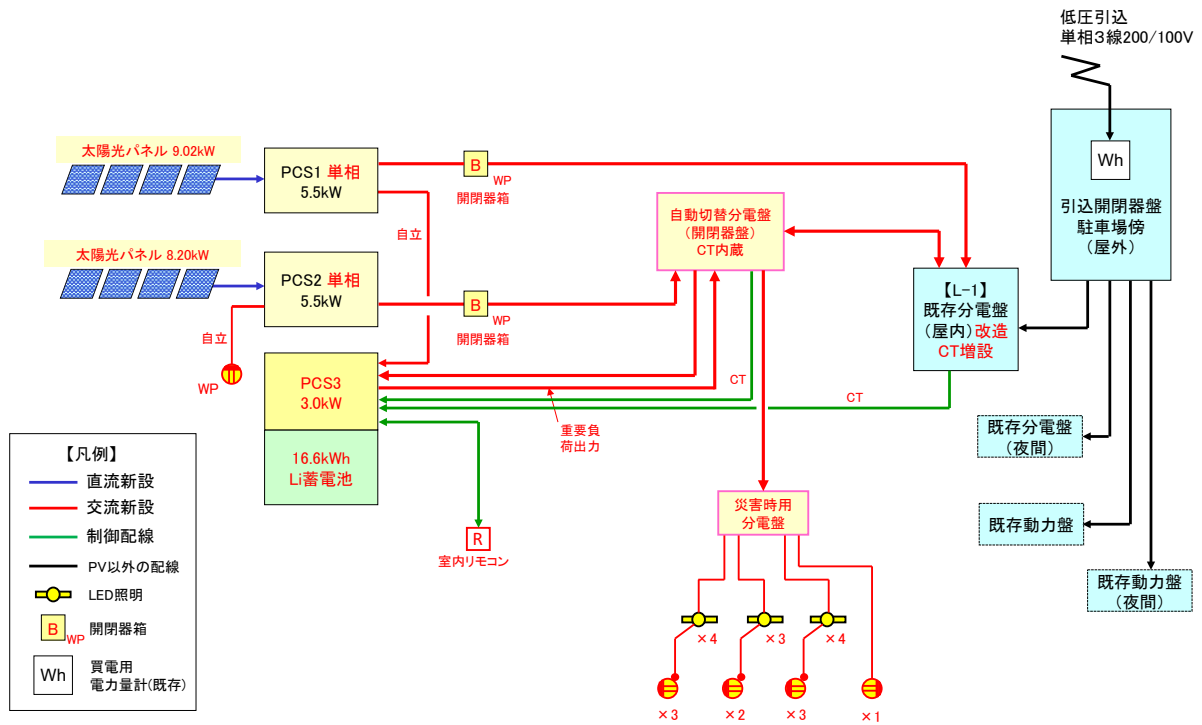 低圧引込
単相3線200/100V
Wh
引込開閉器盤
駐車場傍
(屋外)
太陽光パネル 9.02kW
PCS1 単相
5.5kW
B
WP
開閉器箱
自立
太陽光パネル 8.20kW
PCS2 単相
5.5kW
B
WP
開閉器箱
自立
WP
自動切替分電盤
(開閉器盤)
CT内蔵
【L-1】
既存分電盤
(屋内)改造
CT増設
PCS3
3.0kW
16.6kWh
Li蓄電池
CT
CT
重要負
荷出力
R
室内リモコン
災害時用
分電盤
既存分電盤
(夜間)
既存動力盤
既存動力盤
(夜間)
×4
×3
×4
×3
×2
×3
×1
【凡例】
直流新設
交流新設
制御配線
PV以外の配線
LED照明
B
WP
開閉器箱
Wh
買電用
電力量計(既存)